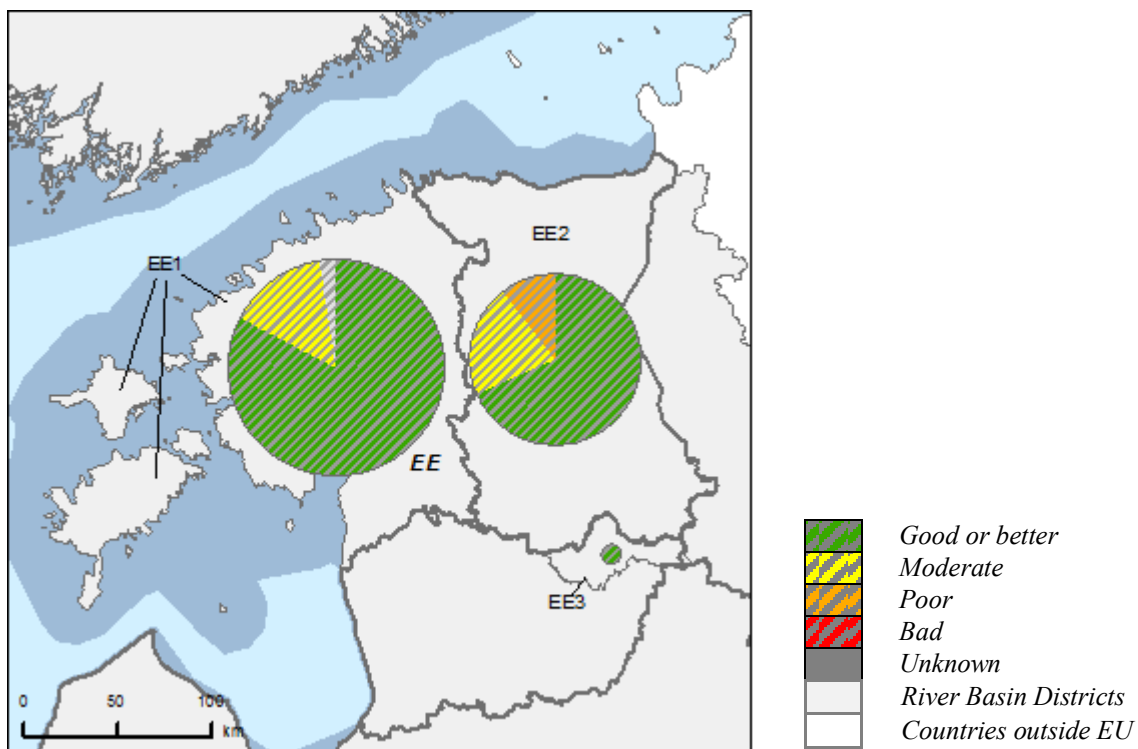 EE2
EE1
EE
EE3
0 50 100
km
Good or better
Moderate
Poor
Bad
Unknown
River Basin Districts
Countries outside EU